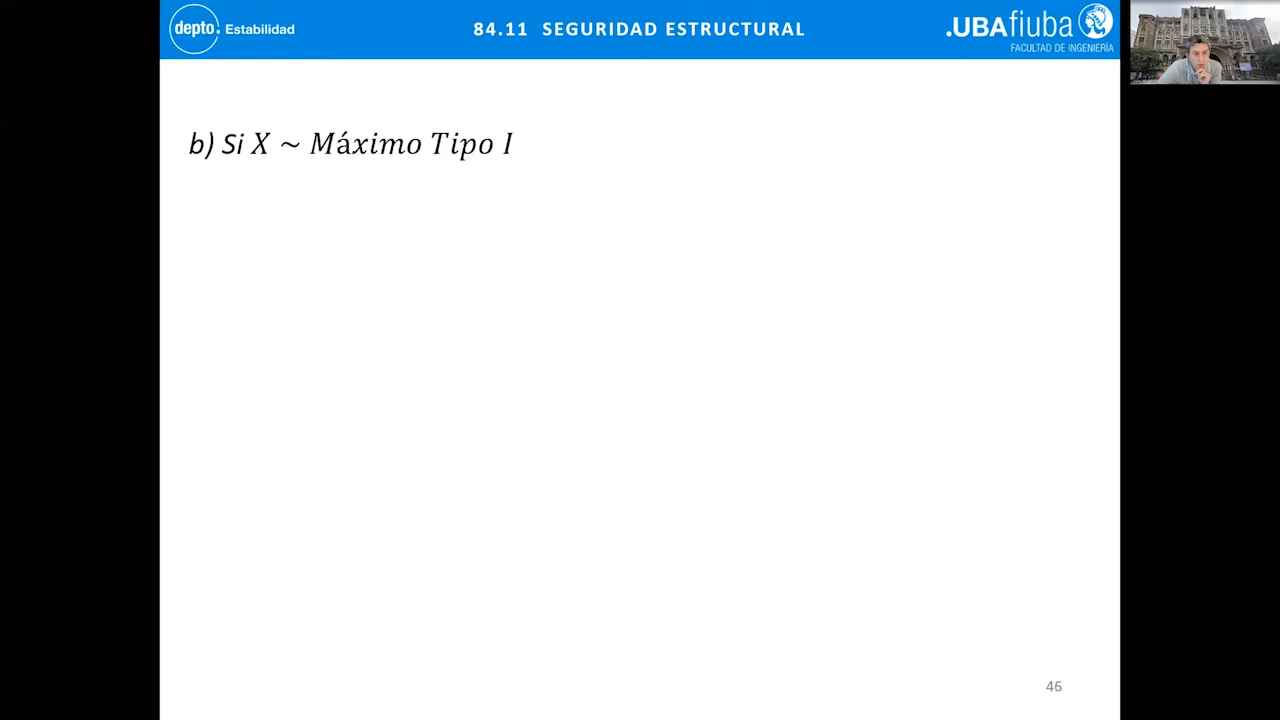 depto. Estabilidad
84.11 SEGURIDAD ESTRUCTURAL
.UBAfiuba
FACULTAD DE INGENIERÍA
b) Si X ~ Máximo Tipo I
46